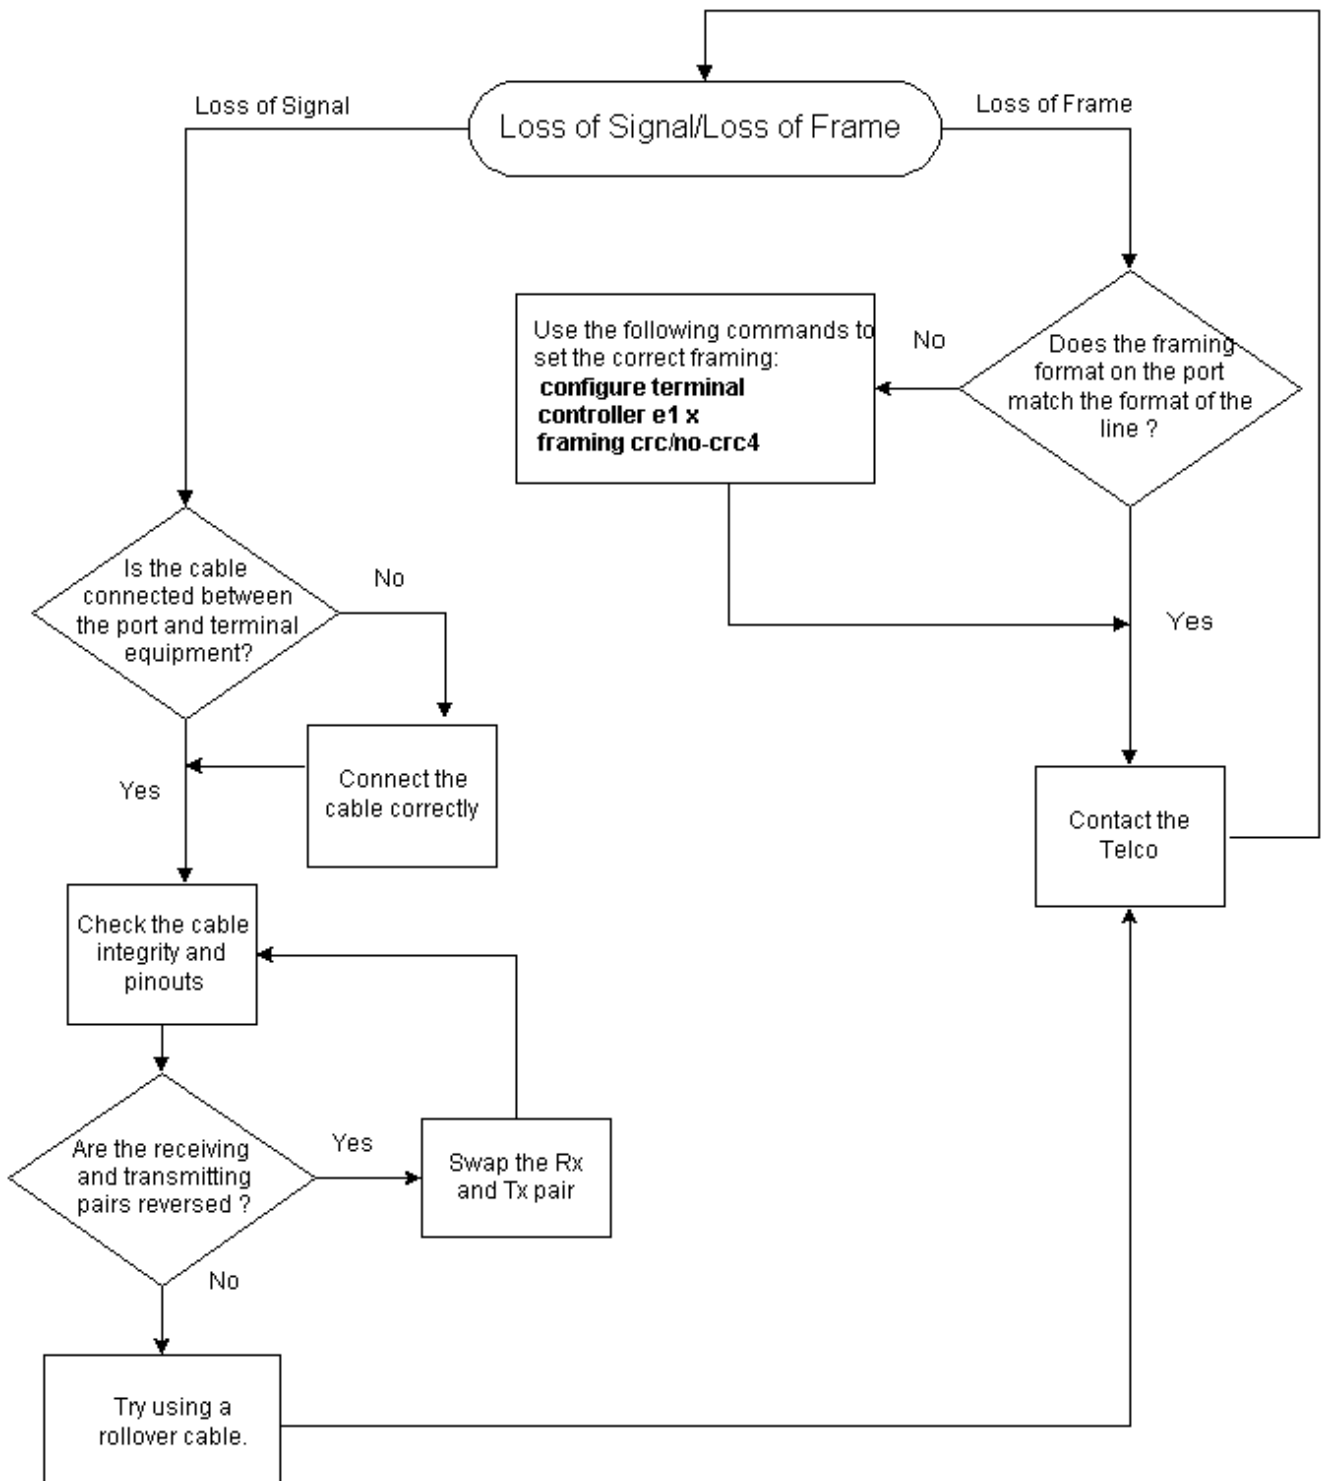 Loss of Signal
Loss of Signal/Loss of Frame
Loss of Frame
Use the following commands to
set the correct framing:
configure terminal
controller e1 x
framing crc/no-crc4
No
Does the framing
format on the port
match the format of the
line ?
Yes
Is the cable
connected between
the port and terminal
equipment?
No
Yes
Connect the
cable correctly
Contact the
Telco
Check the cable
integrity and
pinouts
Are the receiving
and transmitting
pairs reversed ?
Yes
Swap the Rx
and Tx pair
No
Try using a
rollover cable.